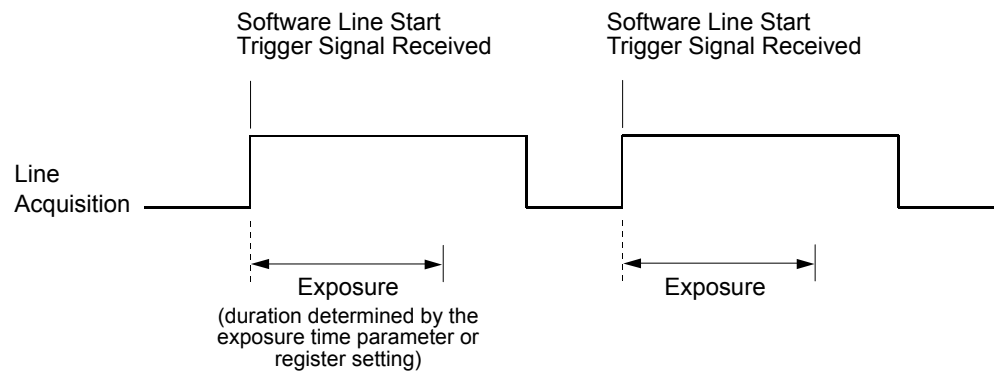 Software Line Start
Trigger Signal Received
Software Line Start
Trigger Signal Received
Line
Acquisition
Exposure
(duration determined by the
exposure time parameter or
register setting)
Exposure